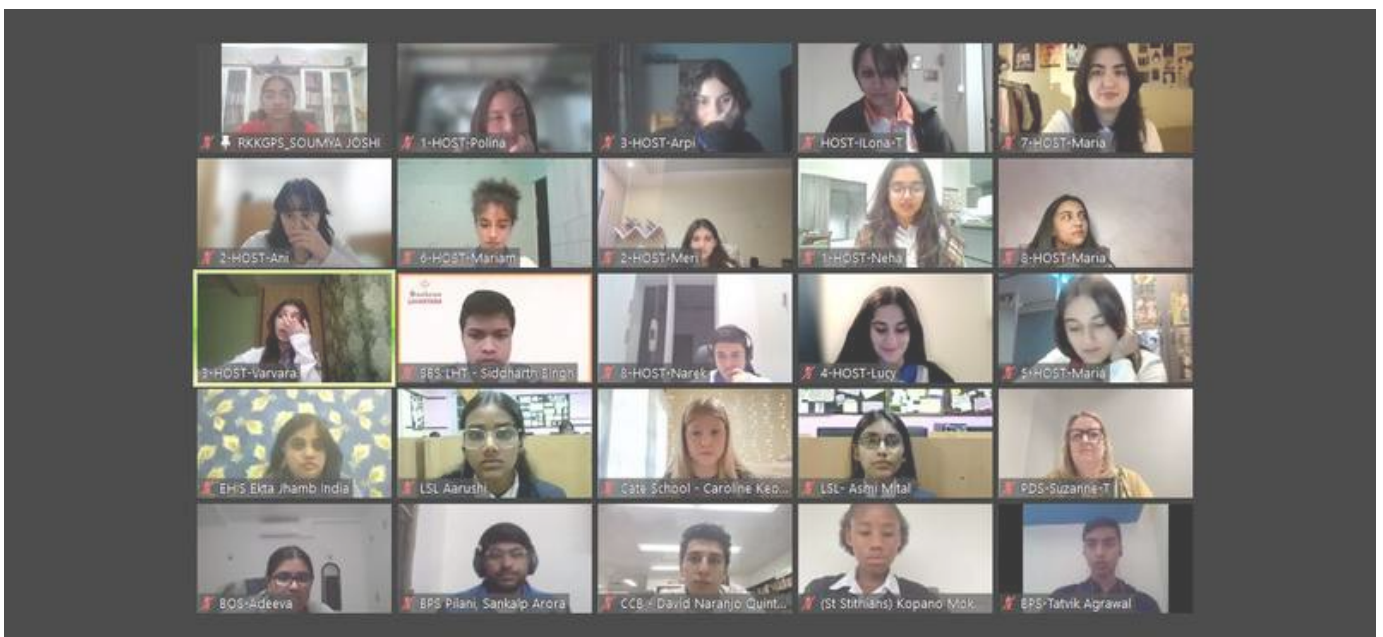 RKKGPS_SOUMYA JOSHI
1-HOST-Polina
3-HOST-Arpi
HOST-ILona-T
7-HOST-Maria
2-HOST-Ani
6-HOST-Mariam
2-HOST-Meri
1-HOST-Neha
8-HOST-Maria
3-HOST-Varvara
BBS LHT - Siddharth Singh
8-HOST-Narek
4-HOST-Lucy
5-HOST-Maria
EHIS Ekta Jhamb India
LSL Aarushi
Cate School - Caroline Keo...
LSL- Asmi Mital
PDS-Suzanne-T
BOS-Adeeva
BPS Pilani, Sankalp Arora
CCB - David Naranjo Quint...
(St Stithians) Kopano Mok...
BPS-Tatvik Agrawal